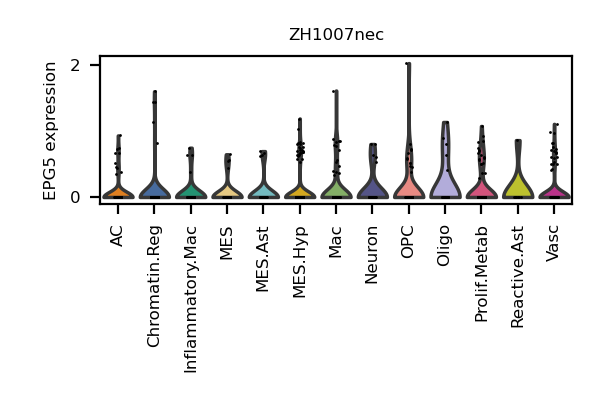 ZH1007nec
EPG5 expression
2
0
AC
Chromatin.Reg
Inflammatory.Mac
MES
MES.Ast
MES.Hyp
Mac
Neuron
OPC
Oligo
Prolif.Metab
Reactive.Ast
Vasc